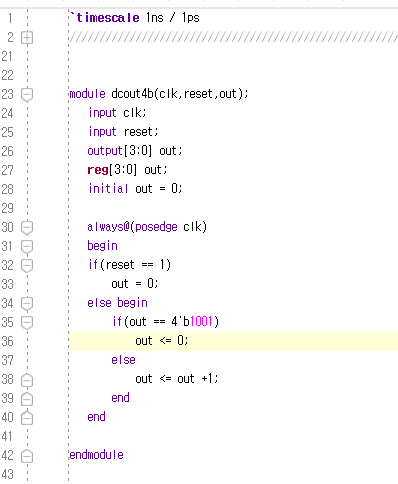 1 `timescale 1ns / 1ps
2 //////////////////////////////////////////////////////
21
22
23 module dcout4b(clk,reset,out);
24 input clk;
25 input reset;
26 output[3:0] out;
27 reg[3:0] out;
28 initial out = 0;
29
30 always@(posedge clk)
31 begin
32 if(reset == 1)
33 out = 0;
34 else begin
35 if(out == 4'b1001)
36 out <= 0;
37 else
38 out <= out +1;
39 end
40 end
41
42 endmodule
43